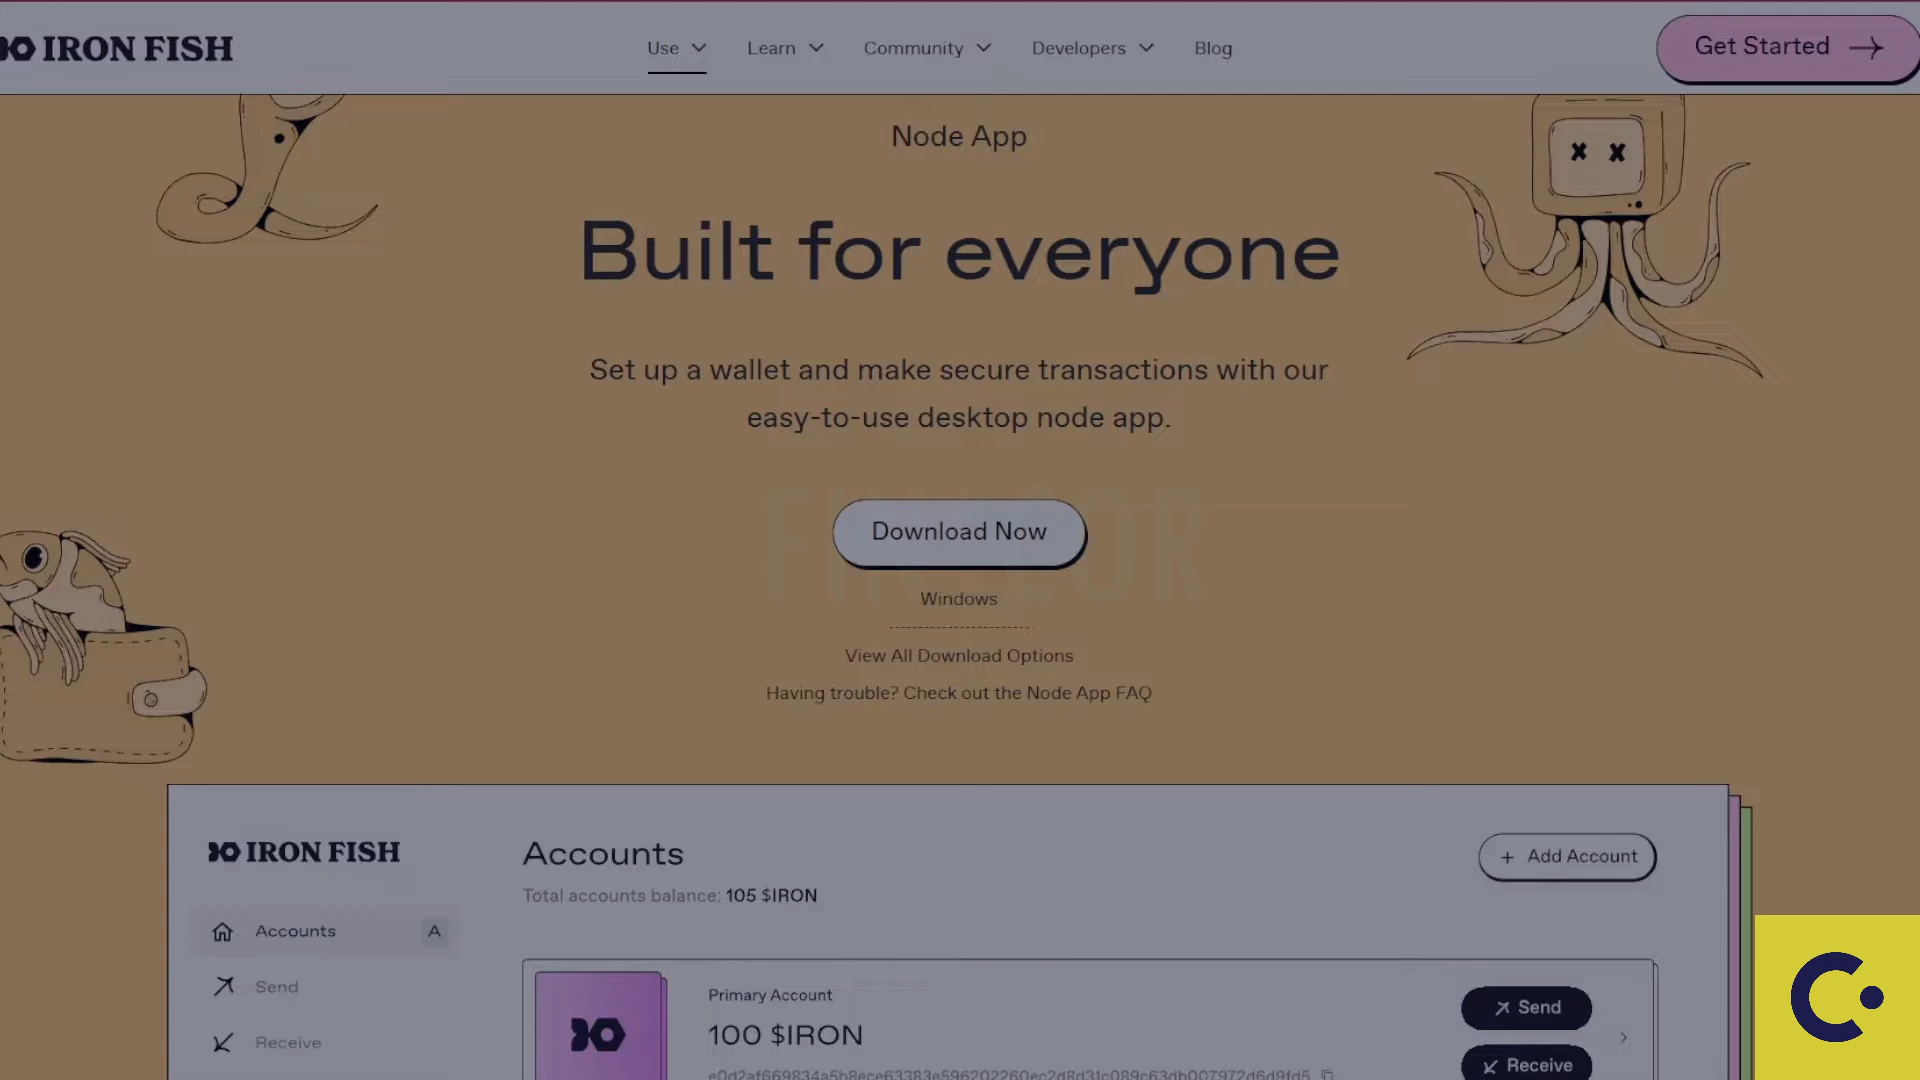 IRON FISH
Use
Learn
Community
Developers
Blog
Get Started
Node App
Built for everyone
Set up a wallet and make secure transactions with our
easy-to-use desktop node app.
Download Now
Windows
View All Download Options
Having trouble? Check out the Node App FAQ
IRON FISH
Accounts
Total accounts balance: 105 $IRON
+ Add Account
Accounts A
Send
Receive
Primary Account
100 $IRON
Send
Receive